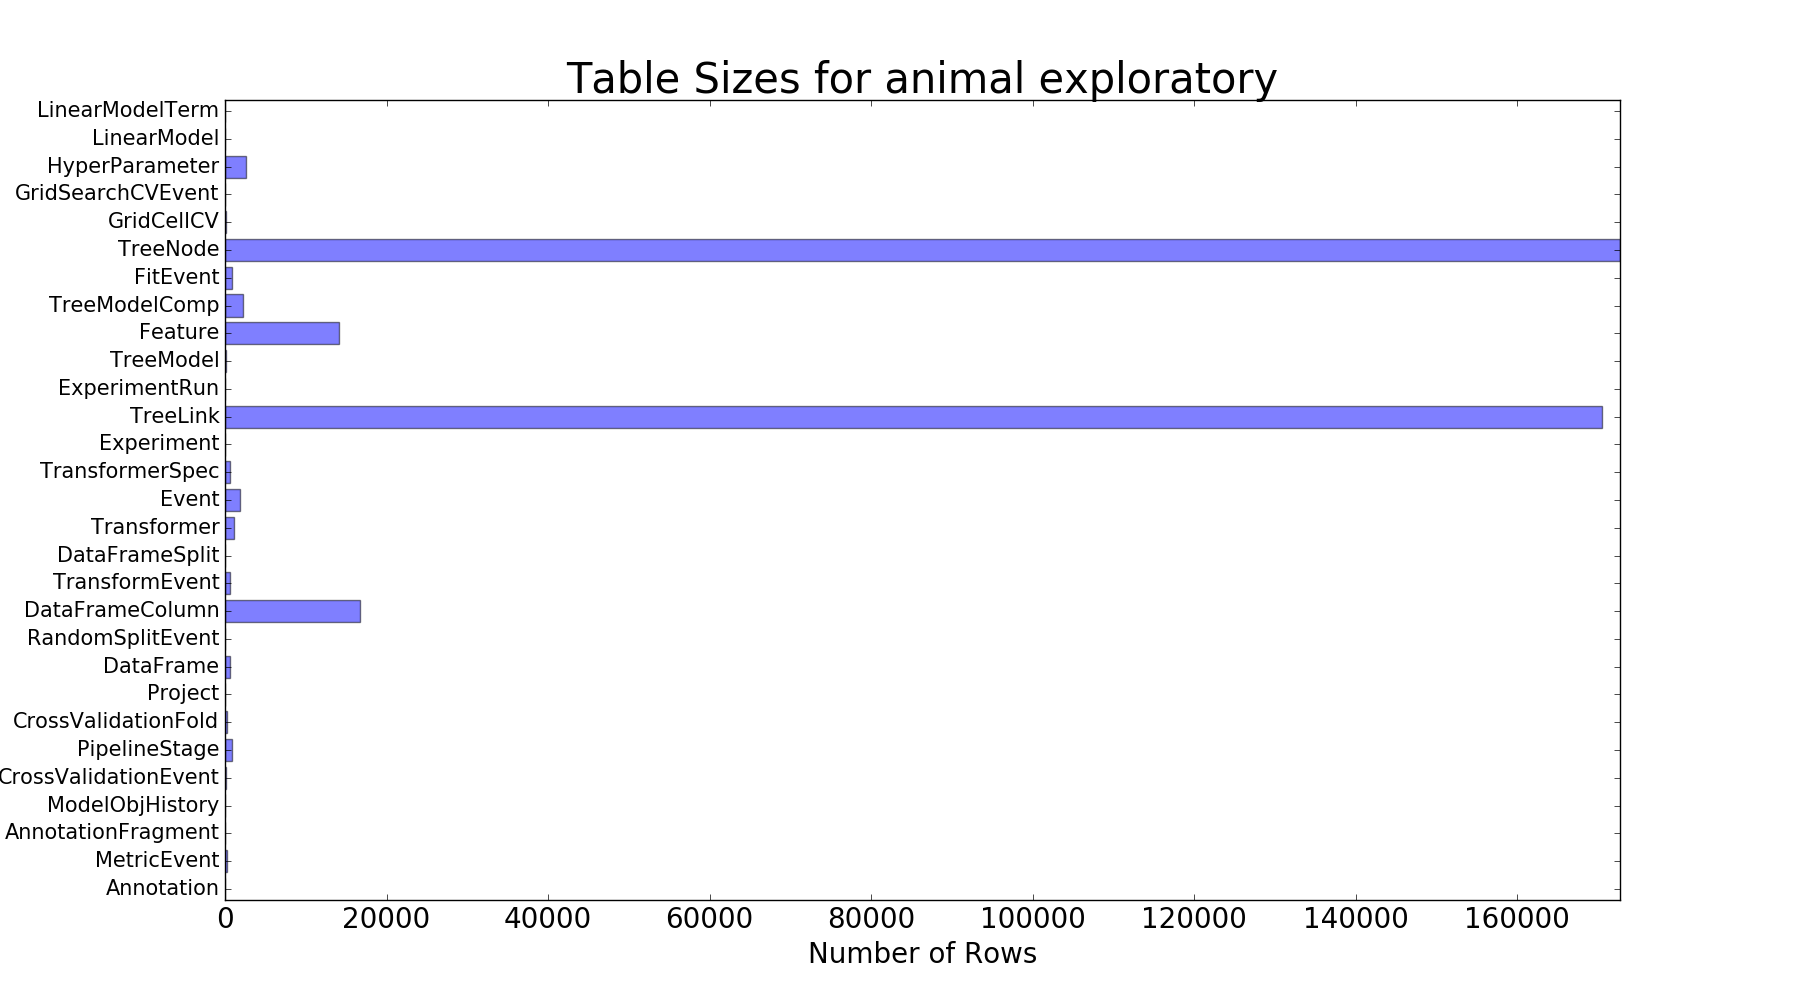 Table Sizes for animal exploratory
LinearModelTerm
LinearModel
HyperParameter
GridSearchCVEvent
GridCellCV
TreeNode
FitEvent
TreeModelComp
Feature
TreeModel
ExperimentRun
TreeLink
Experiment
TransformerSpec
Event
Transformer
DataFrameSplit
TransformEvent
DataFrameColumn
RandomSplitEvent
DataFrame
Project
CrossValidationFold
PipelineStage
CrossValidationEvent
ModelObjHistory
AnnotationFragment
MetricEvent
Annotation
0 20000 40000 60000 80000 100000 120000 140000 160000
Number of Rows